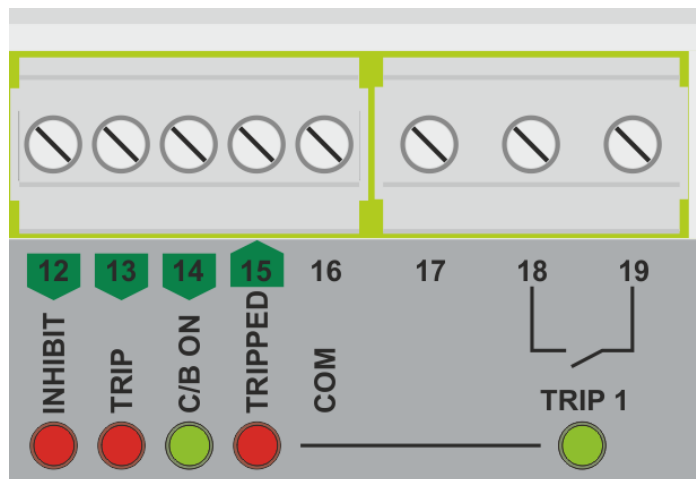 12 13 14 15 16 17 18 19
INHIBIT
TRIP
C/B ON
TRIPPED
COM
TRIP 1